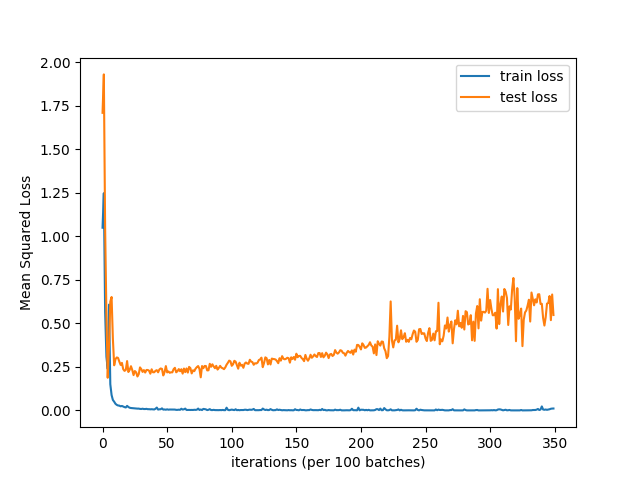 2.00
1.75
1.50
1.25
1.00
0.75
0.50
0.25
0.00
Mean Squared Loss
train loss
test loss
0 50 100 150 200 250 300 350
iterations (per 100 batches)